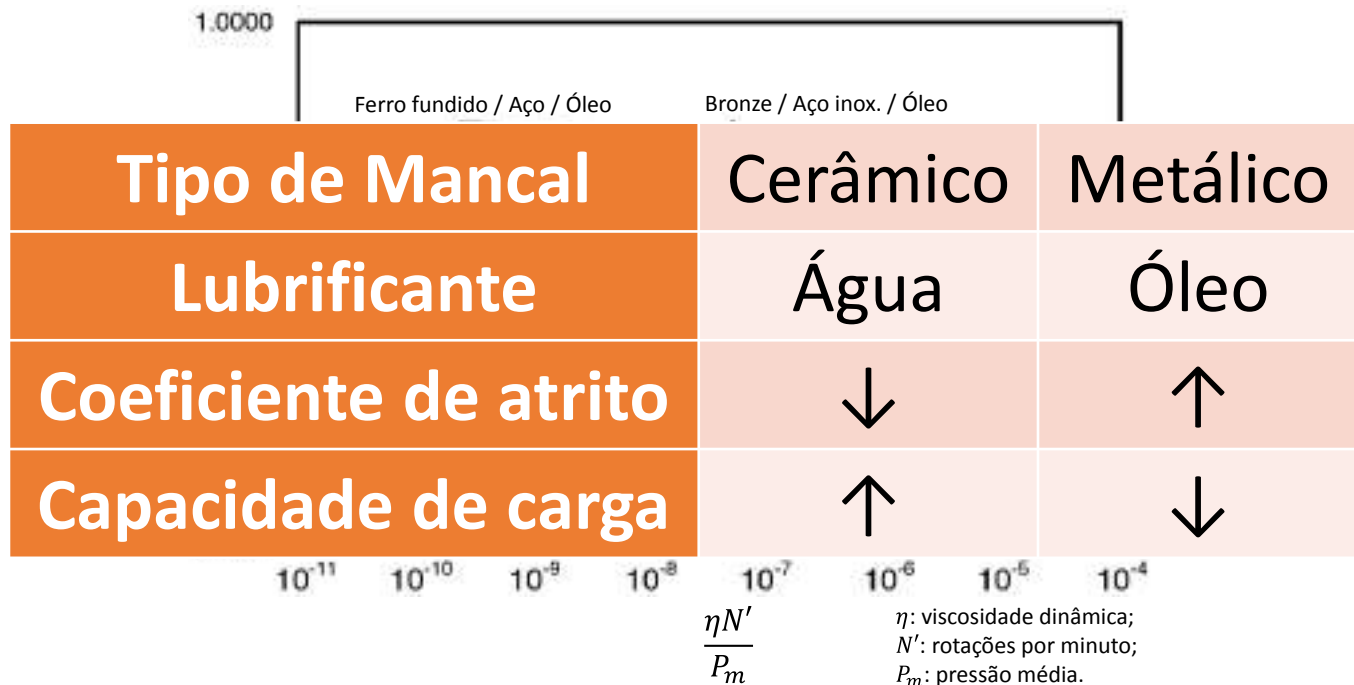 1.0000
Ferro fundido / Aço / Óleo Bronze / Aço inox. / Óleo
Tipo de Mancal Cerâmico Metálico
Lubrificante Água Óleo
Coeficiente de atrito ↓ ↑
Capacidade de carga ↑ ↓
10⁻¹¹ 10⁻¹⁰ 10⁻⁹ 10⁻⁸ 10⁻⁷ 10⁻⁶ 10⁻⁵ 10⁻⁴
ηN′
Pₘ
η: viscosidade dinâmica;
N′: rotações por minuto;
Pₘ: pressão média.